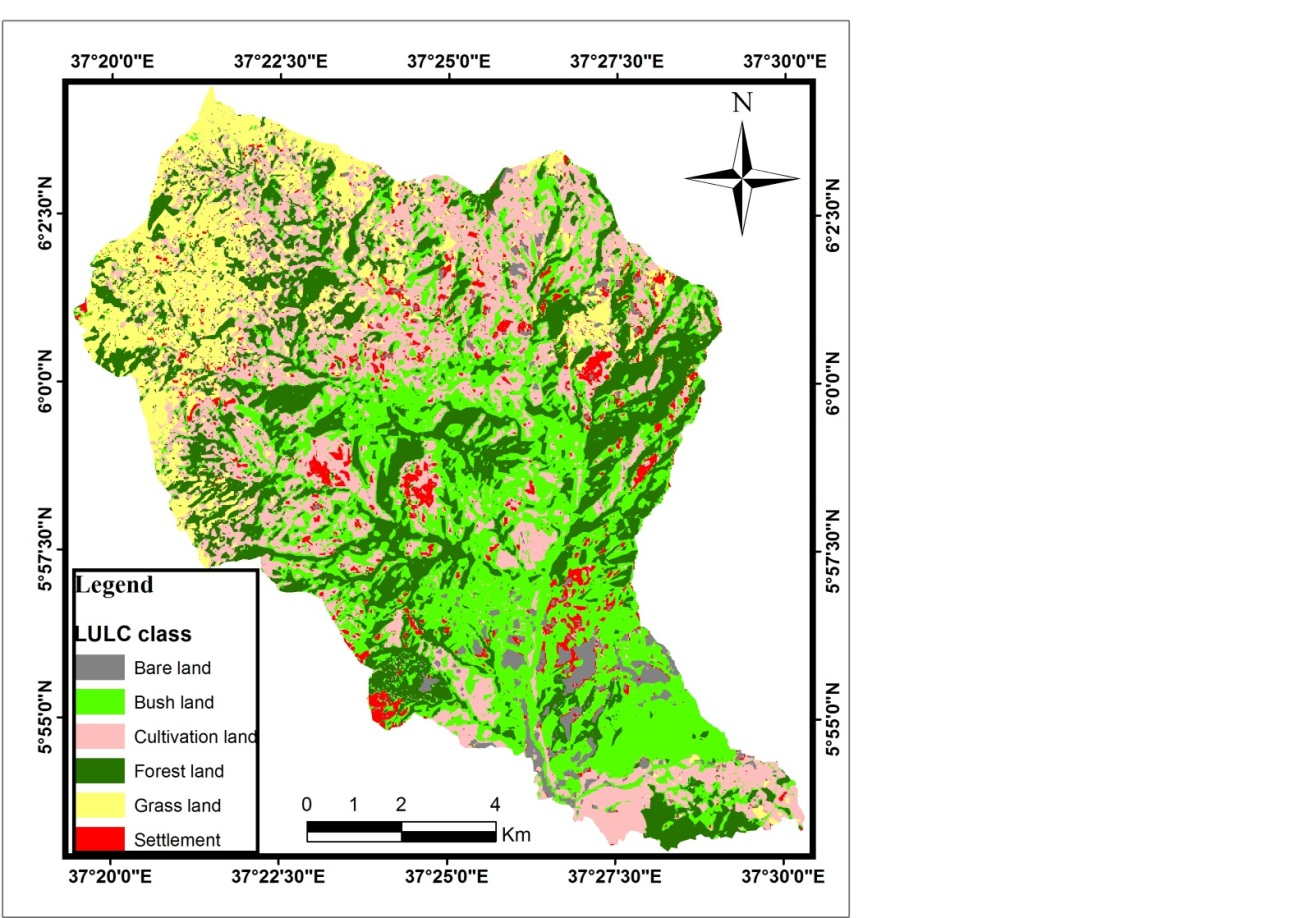 37°20'0"E 37°22'30"E 37°25'0"E 37°27'30"E 37°30'0"E
N
6°2'30"N 6°2'30"N
6°0'0"N 6°0'0"N
5°57'30"N 5°57'30"N
5°55'0"N 5°55'0"N
Legend
LULC class
Bare land
Bush land
Cultivation land
Forest land
Grass land
Settlement
0 1 2 4
Km
37°20'0"E 37°22'30"E 37°25'0"E 37°27'30"E 37°30'0"E